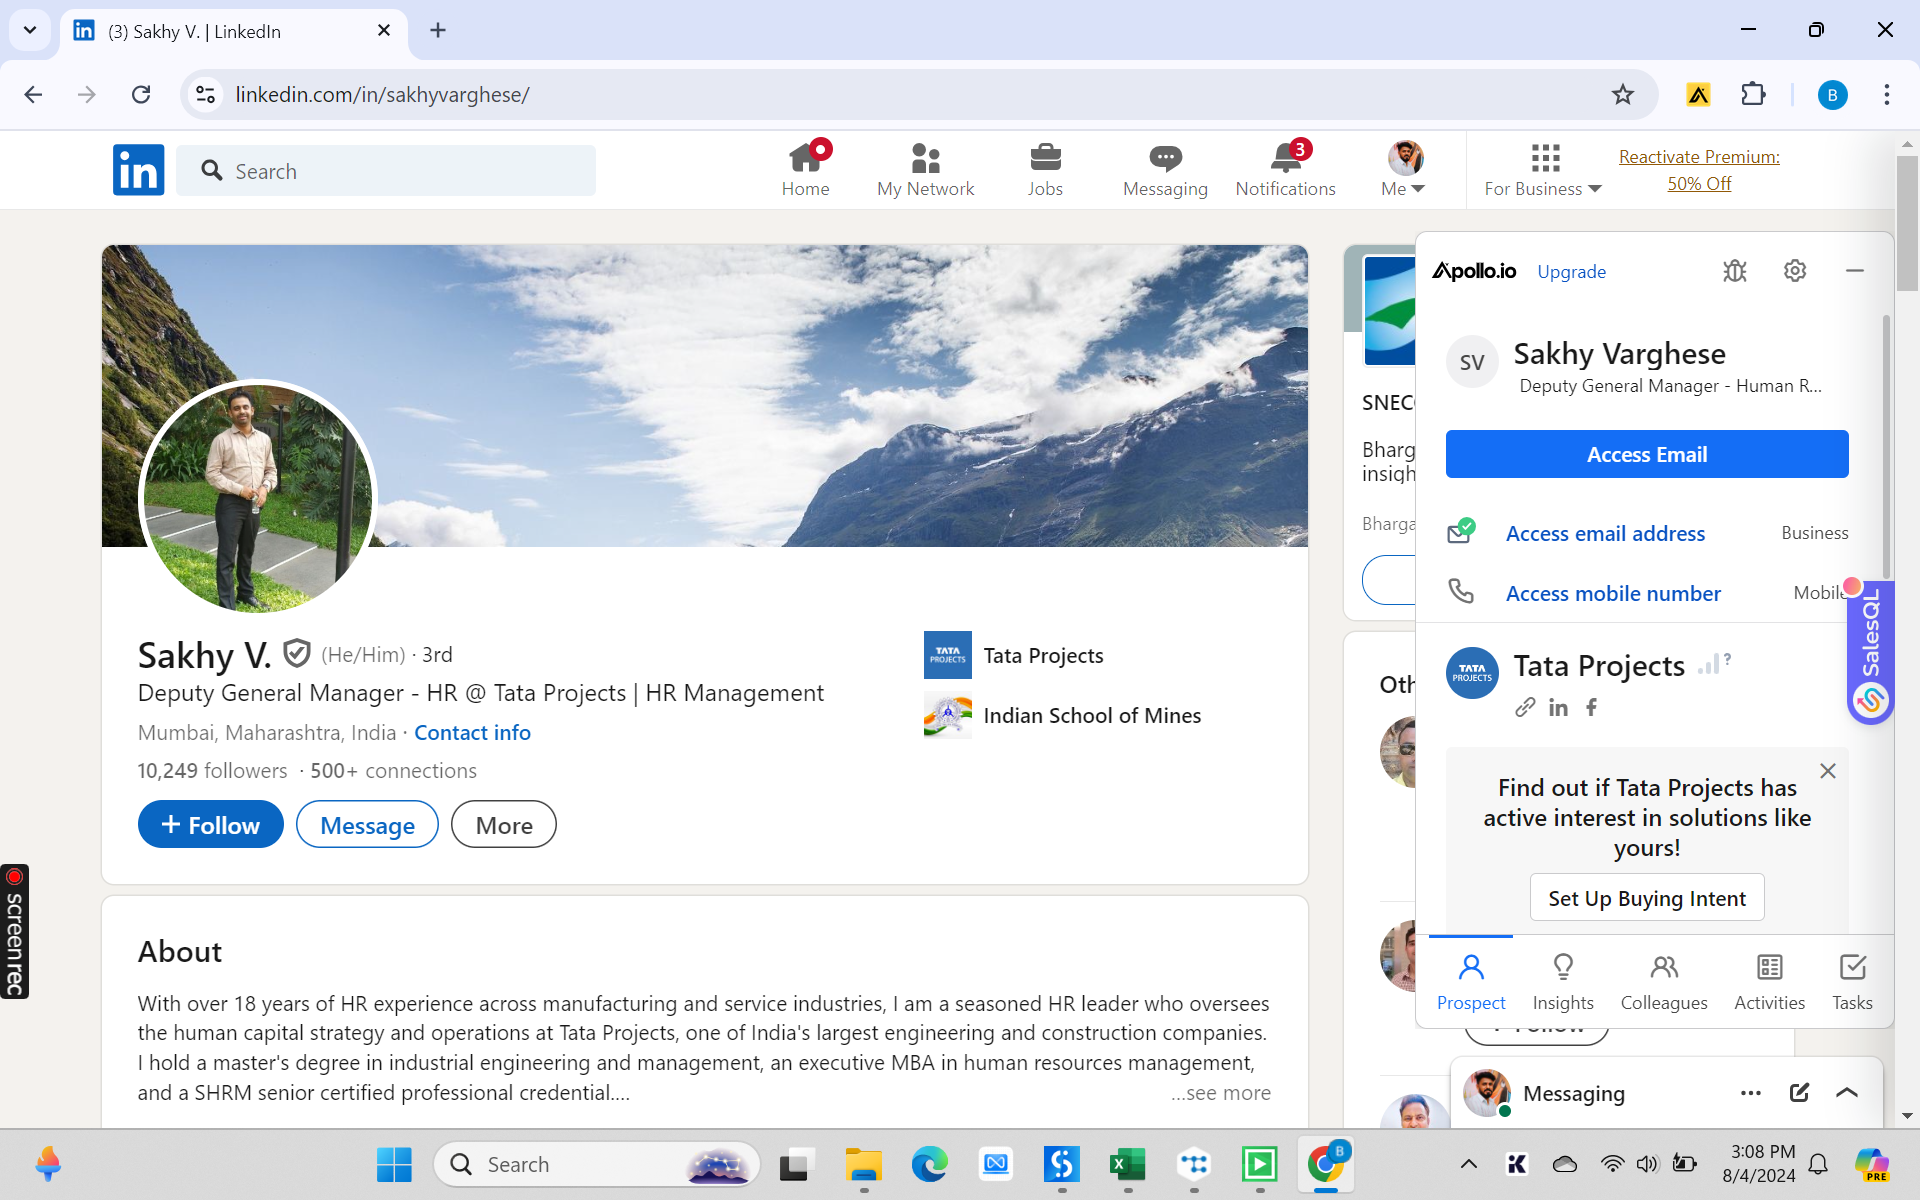 (3) Sakhy V. | LinkedIn
linkedin.com/in/sakhyvarghese/
B
in
Search
Home
My Network
Jobs
Messaging
3
Notifications
Me
For Business
Reactivate Premium:
50% Off
Sakhy V. (He/Him) · 3rd
Deputy General Manager - HR @ Tata Projects | HR Management
Mumbai, Maharashtra, India · Contact info
10,249 followers · 500+ connections
+ Follow
Message
More
TATA
PROJECTS
Tata Projects
Indian School of Mines
About
With over 18 years of HR experience across manufacturing and service industries, I am a seasoned HR leader who oversees
the human capital strategy and operations at Tata Projects, one of India's largest engineering and construction companies.
I hold a master's degree in industrial engineering and management, an executive MBA in human resources management,
and a SHRM senior certified professional credential....
...see more
SNEC
Bharg
insigh
Bharga
Oth
Apollo.io
Upgrade
SV
Sakhy Varghese
Deputy General Manager - Human R...
Access Email
Access email address
Business
Access mobile number
Mobile
SalesQL
TATA
PROJECTS
Tata Projects
?
in
f
Find out if Tata Projects has
active interest in solutions like
yours!
Set Up Buying Intent
Prospect
Insights
Colleagues
Activities
Tasks
+ Follow
Messaging
screenrec
Search
B
K
3:08 PM
8/4/2024
PRE